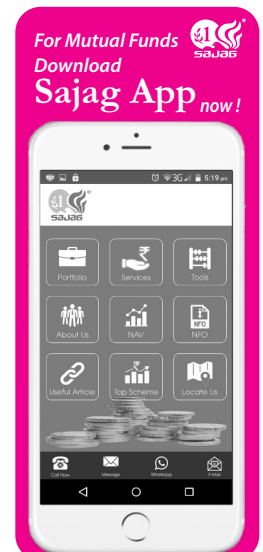 For Mutual Funds
SAJAG
Download
Sajag App now !
3G 5:19 pm
SAJAG
Portfolio Services Tools
About Us NAV NFO
NFO
Useful Article Top Scheme Locate Us
Call Now Message Whatsapp E-Mail